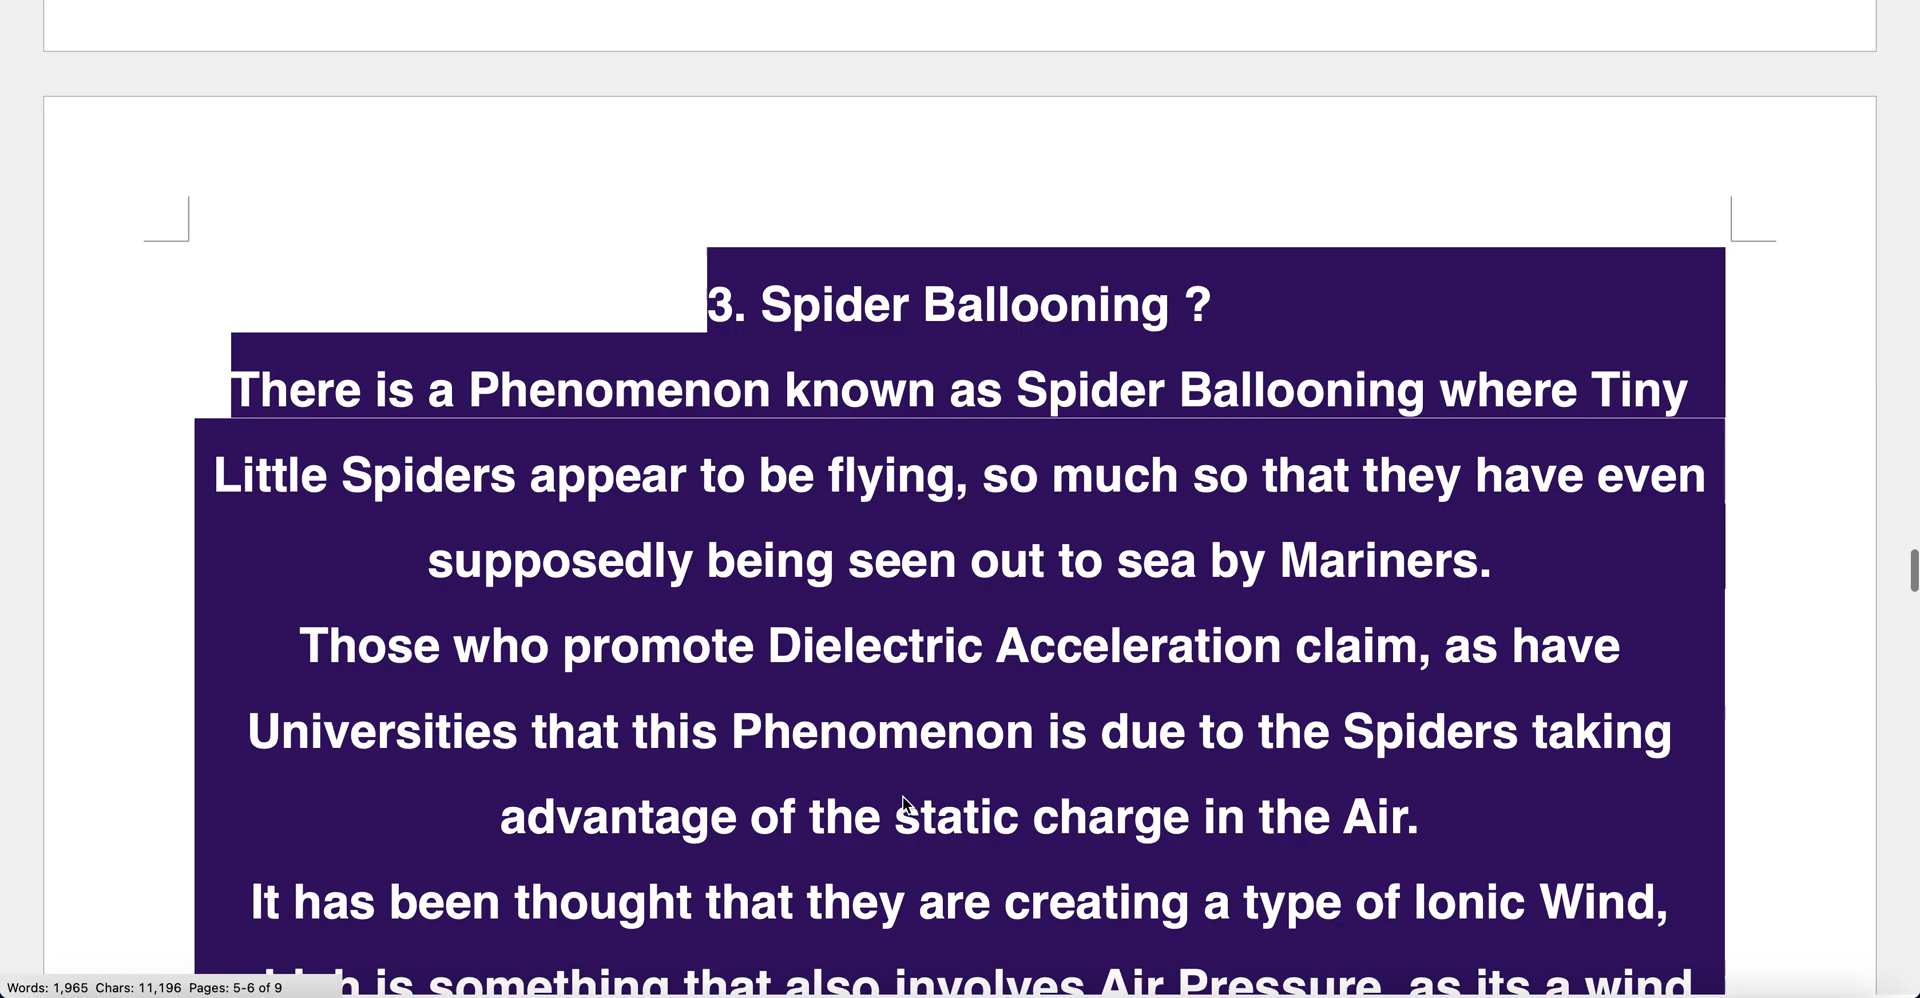 3. Spider Ballooning ?
There is a Phenomenon known as Spider Ballooning where Tiny
Little Spiders appear to be flying, so much so that they have even
supposedly being seen out to sea by Mariners.
Those who promote Dielectric Acceleration claim, as have
Universities that this Phenomenon is due to the Spiders taking
advantage of the static charge in the Air.
It has been thought that they are creating a type of Ionic Wind,
is something that also involves Air Pressure, as its a wind
Words: 1,965 Chars: 11,196 Pages: 5-6 of 9